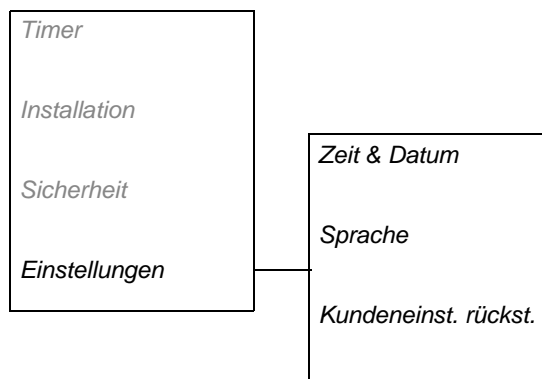 Timer
Installation
Sicherheit
Einstellungen
Zeit & Datum
Sprache
Kundeneinst. rückst.